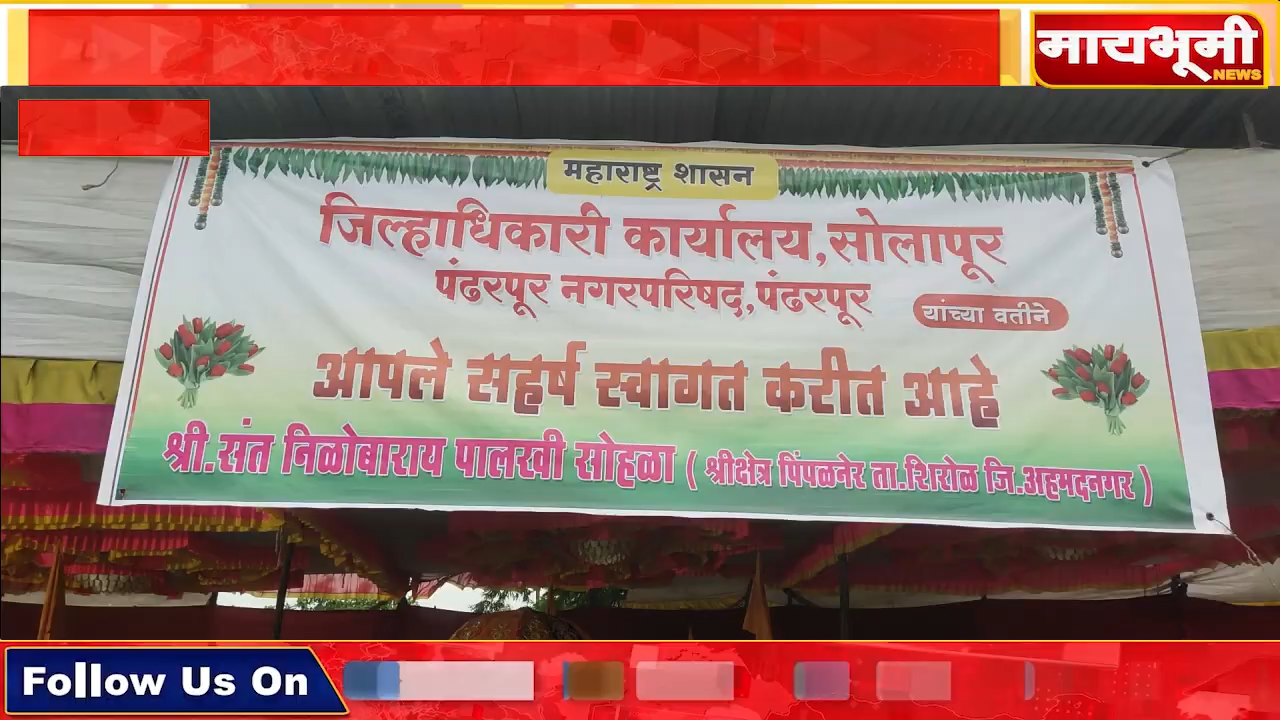 मायभूमी
NEWS
महाराष्ट्र शासन
जिल्हाधिकारी कार्यालय,सोलापूर
पंढरपूर नगरपरिषद,पंढरपूर यांच्या वतीने
आपले सहर्ष स्वागत करीत आहे
श्री.संत निळोबाराय पालखी सोहळा ( श्रीक्षेत्र पिंपळनेर ता.शिरोळ जि.अहमदनगर )
Follow Us On